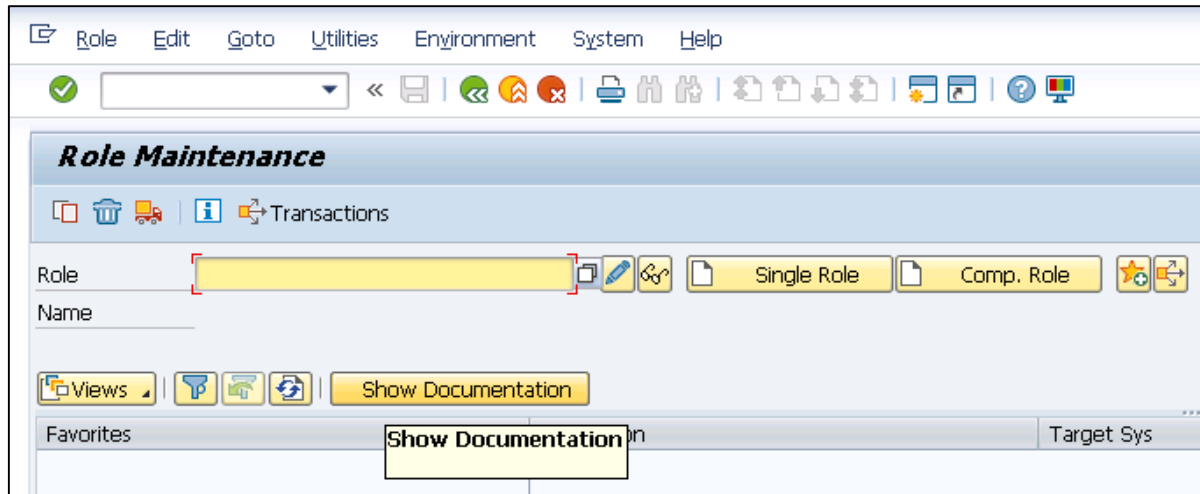 Role Edit Goto Utilities Environment System Help
Role Maintenance
Transactions
Role Single Role Comp. Role
Name
Views Show Documentation
Favorites Target Sys
Show Documentation